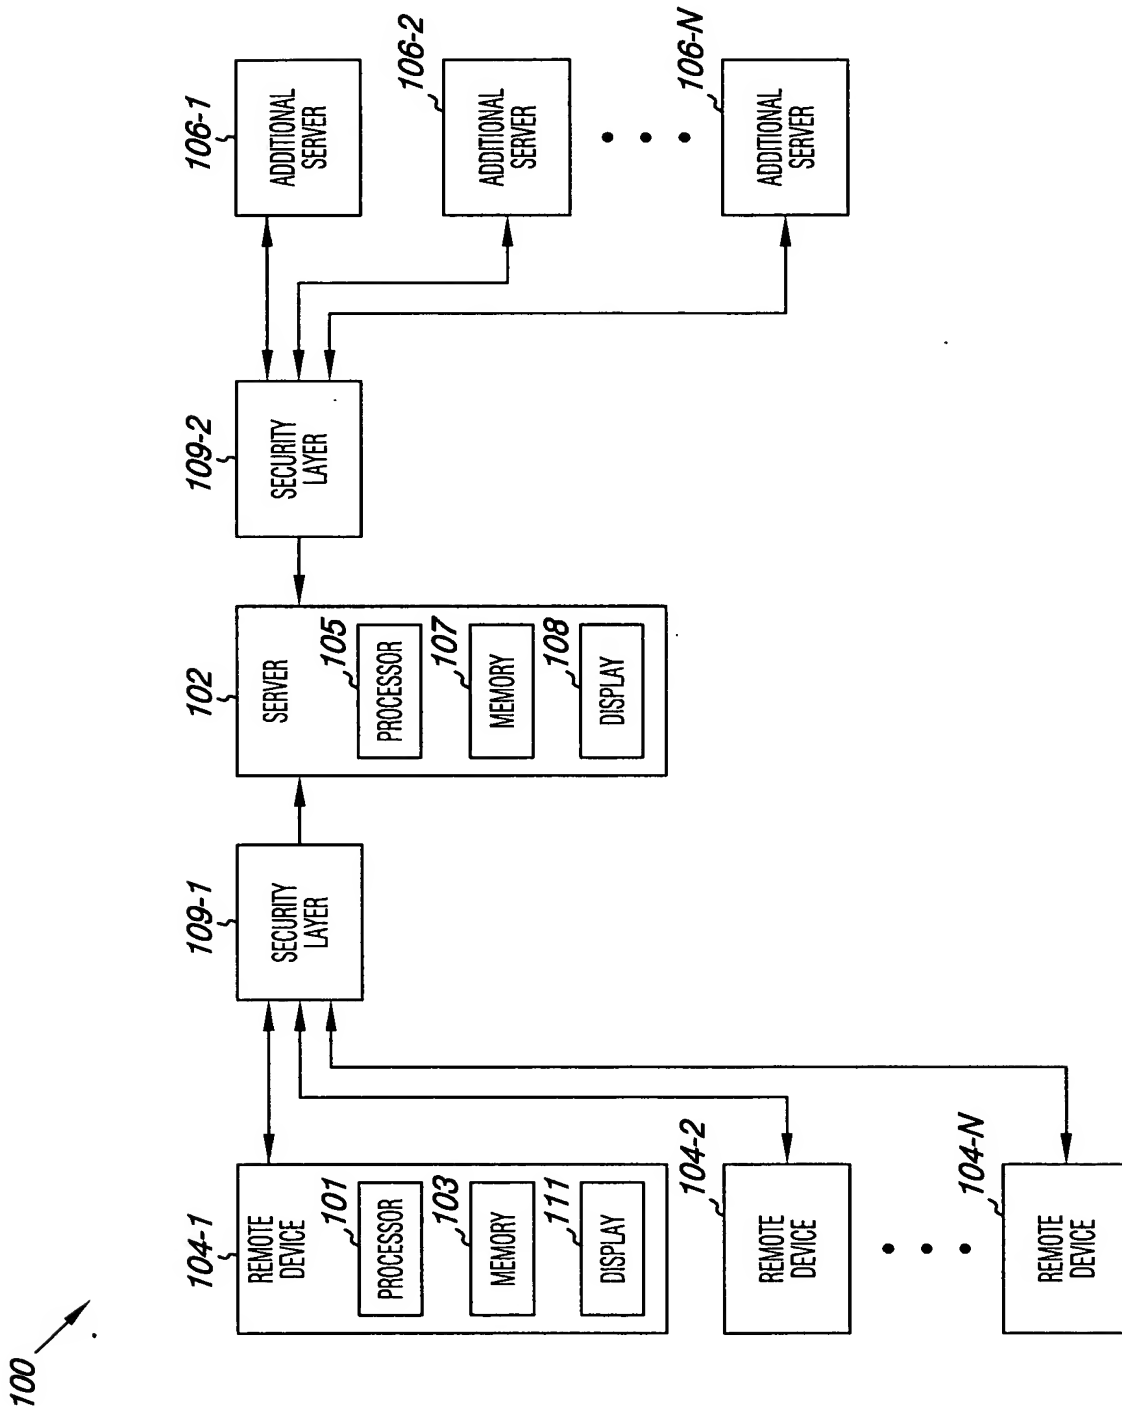 100
104-1
REMOTE
DEVICE
101
PROCESSOR
103
MEMORY
111
DISPLAY
104-2
REMOTE
DEVICE
104-N
REMOTE
DEVICE
109-1
SECURITY
LAYER
102
SERVER
105
PROCESSOR
107
MEMORY
108
DISPLAY
109-2
SECURITY
LAYER
106-1
ADDITIONAL
SERVER
106-2
ADDITIONAL
SERVER
106-N
ADDITIONAL
SERVER